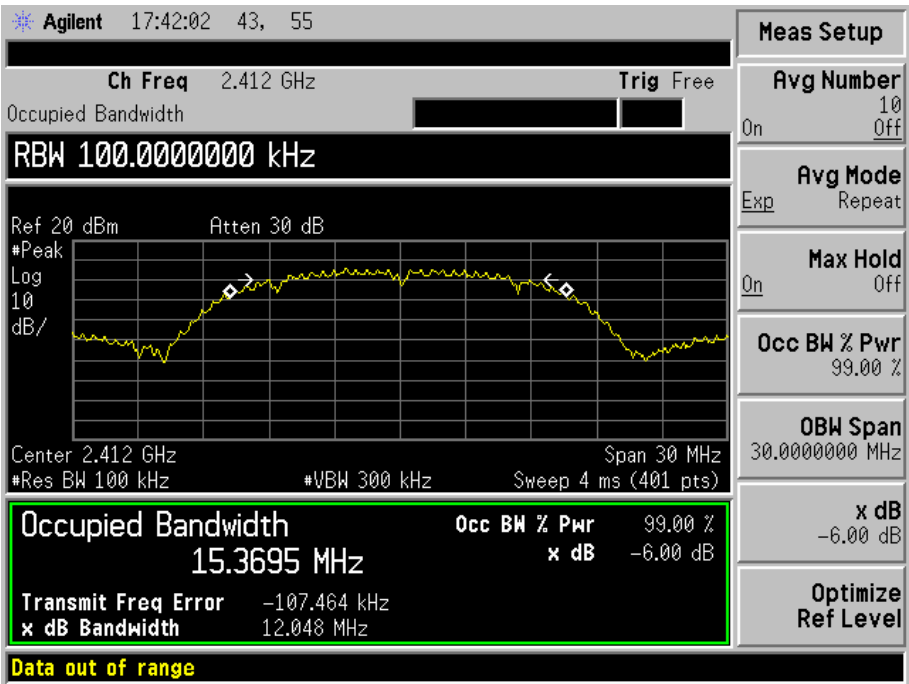 Agilent 17:42:02 43, 55
Ch Freq 2.412 GHz Trig Free
Occupied Bandwidth
RBW 100.0000000 kHz
Ref 20 dBm Atten 30 dB
#Peak
Log
10
dB/
Center 2.412 GHz Span 30 MHz
#Res BW 100 kHz #VBW 300 kHz Sweep 4 ms (401 pts)
Occupied Bandwidth Occ BW % Pwr 99.00 %
15.3695 MHz x dB -6.00 dB
Transmit Freq Error -107.464 kHz
x dB Bandwidth 12.048 MHz
Data out of range
Meas Setup
Avg Number
10
On Off
Avg Mode
Exp Repeat
Max Hold
On Off
Occ BW % Pwr
99.00 %
OBW Span
30.0000000 MHz
x dB
-6.00 dB
Optimize
Ref Level